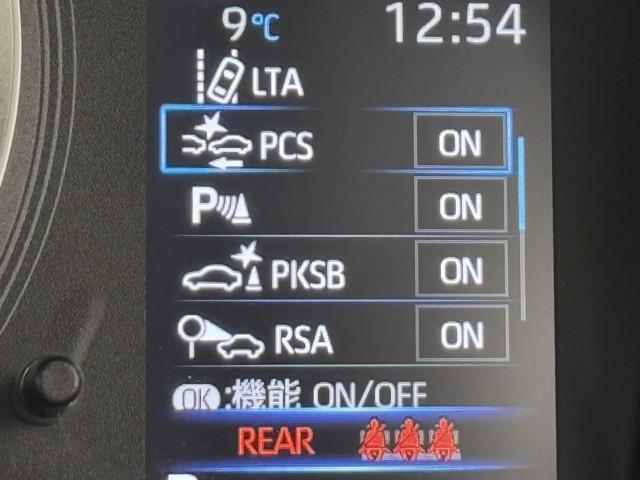 9°C 12:54
LTA
PCS ON
P ON
PKSB ON
RSA ON
OK :機能 ON/OFF
REAR